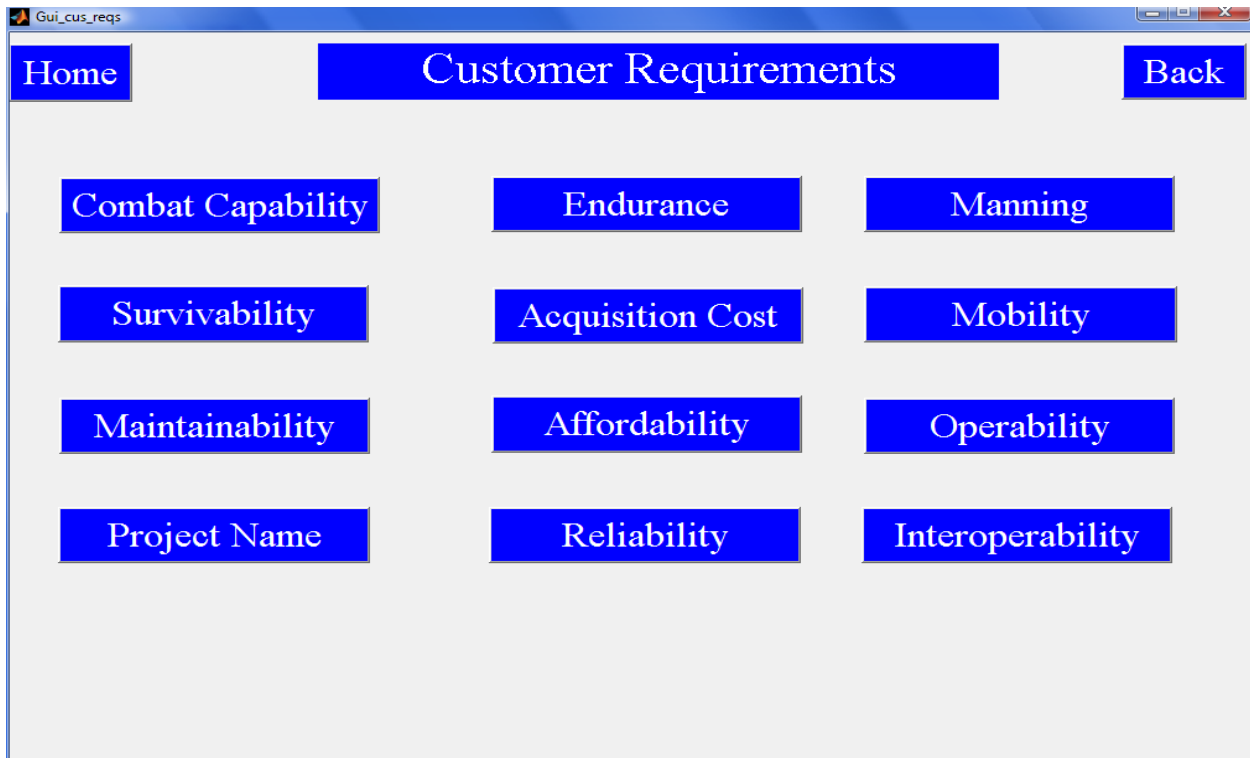 Gui_cus_reqs
Home
Customer Requirements
Back
Combat Capability
Endurance
Manning
Survivability
Acquisition Cost
Mobility
Maintainability
Affordability
Operability
Project Name
Reliability
Interoperability